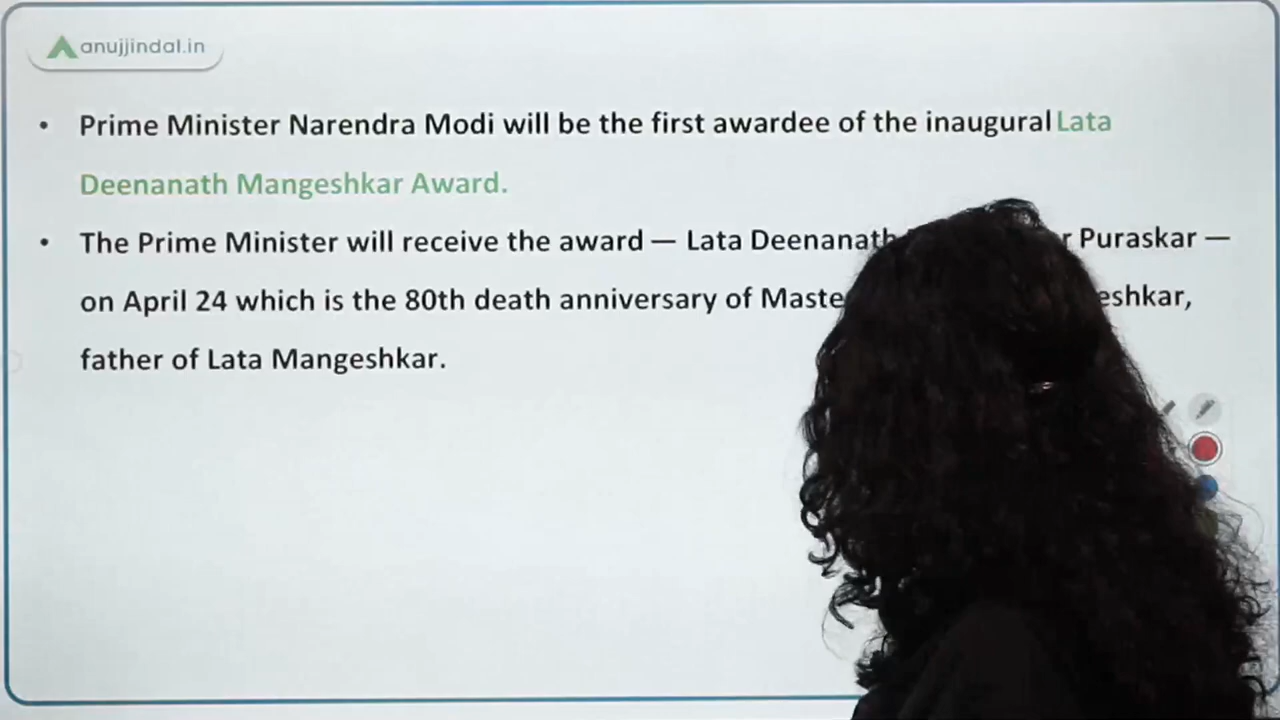 anujjindal.in
• Prime Minister Narendra Modi will be the first awardee of the inaugural Lata
Deenanath Mangeshkar Award.
• The Prime Minister will receive the award — Lata Deenanath Puraskar —
on April 24 which is the 80th death anniversary of
father of Lata Mangeshkar.